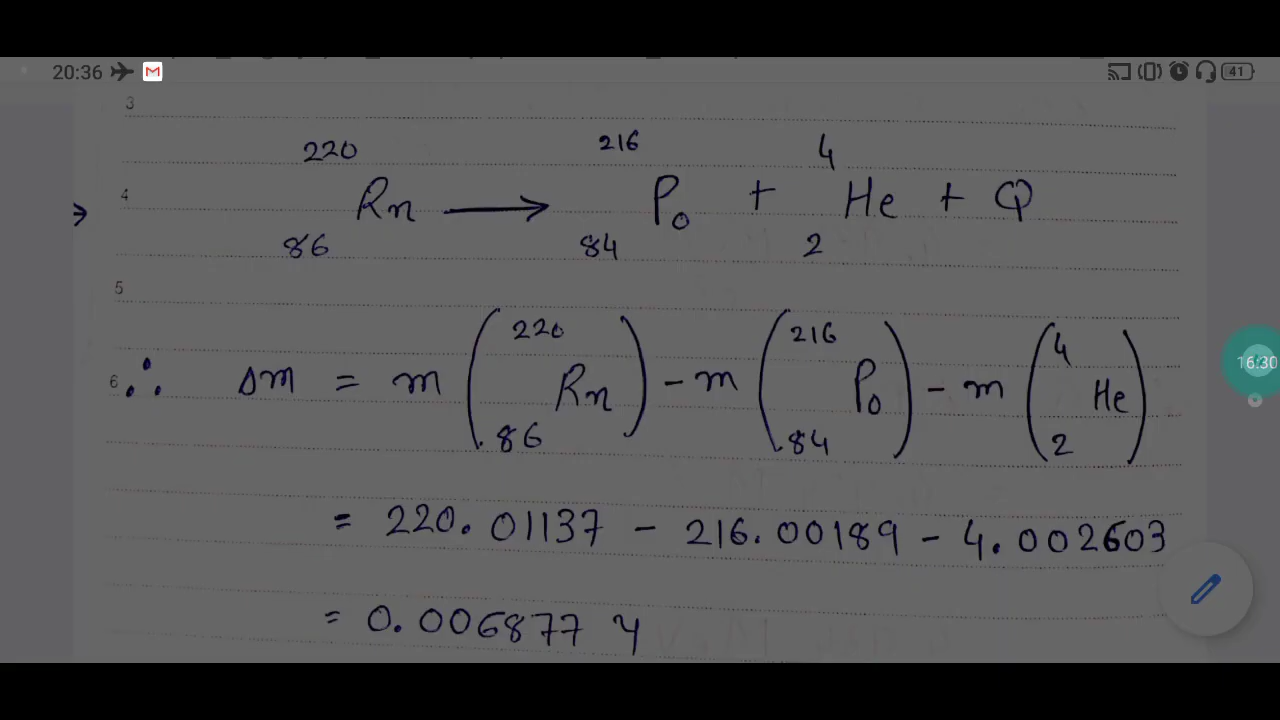 20:36 41
3
220 216 4
4 → Rn ⟶ Po + He + Q
86 84 2
5
220 216 4
6 ∴ Δm = m ( Rn ) - m ( Po ) - m ( He ) 16:30
86 84 2
= 220.01137 - 216.00189 - 4.002603
= 0.006877 u